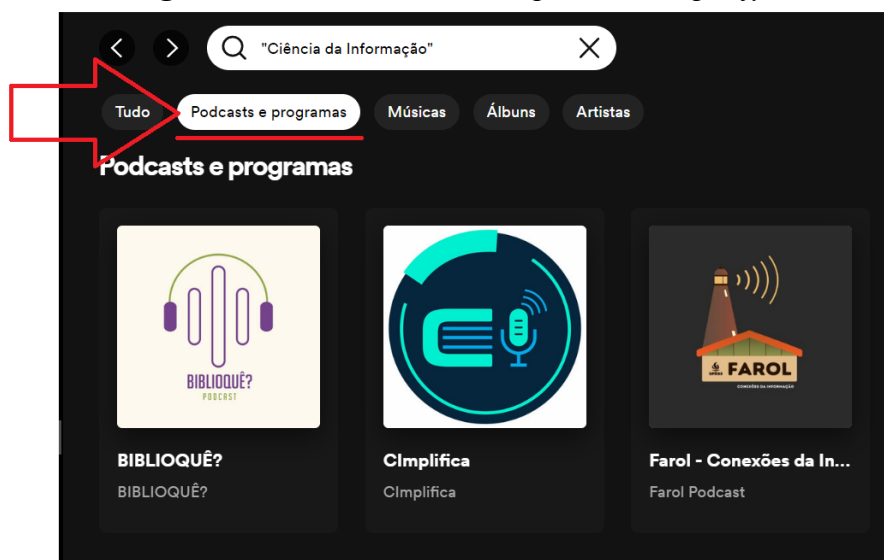 "Ciência da Informação"
Tudo Podcasts e programas Músicas Álbuns Artistas
Podcasts e programas
BIBLIOQUÊ?
PODCAST
FAROL
CONEXÕES DA INFORMAÇÃO
BIBLIOQUÊ? CImplifica Farol - Conexões da In...
BIBLIOQUÊ? CImplifica Farol Podcast